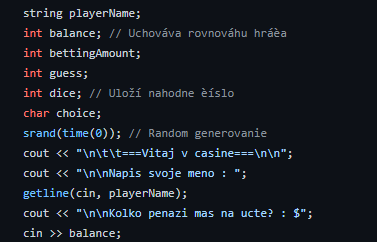 string playerName;
int balance; // Uchováva rovnováhu hráèa
int bettingAmount;
int guess;
int dice; // Uloží nahodne èíslo
char choice;
srand(time(0)); // Random generovanie
cout << "\n\t\t===Vitaj v casine===\n\n";
cout << "\n\nNapis svoje meno : ";
getline(cin, playerName);
cout << "\n\nKolko penazi mas na ucte? : $";
cin >> balance;